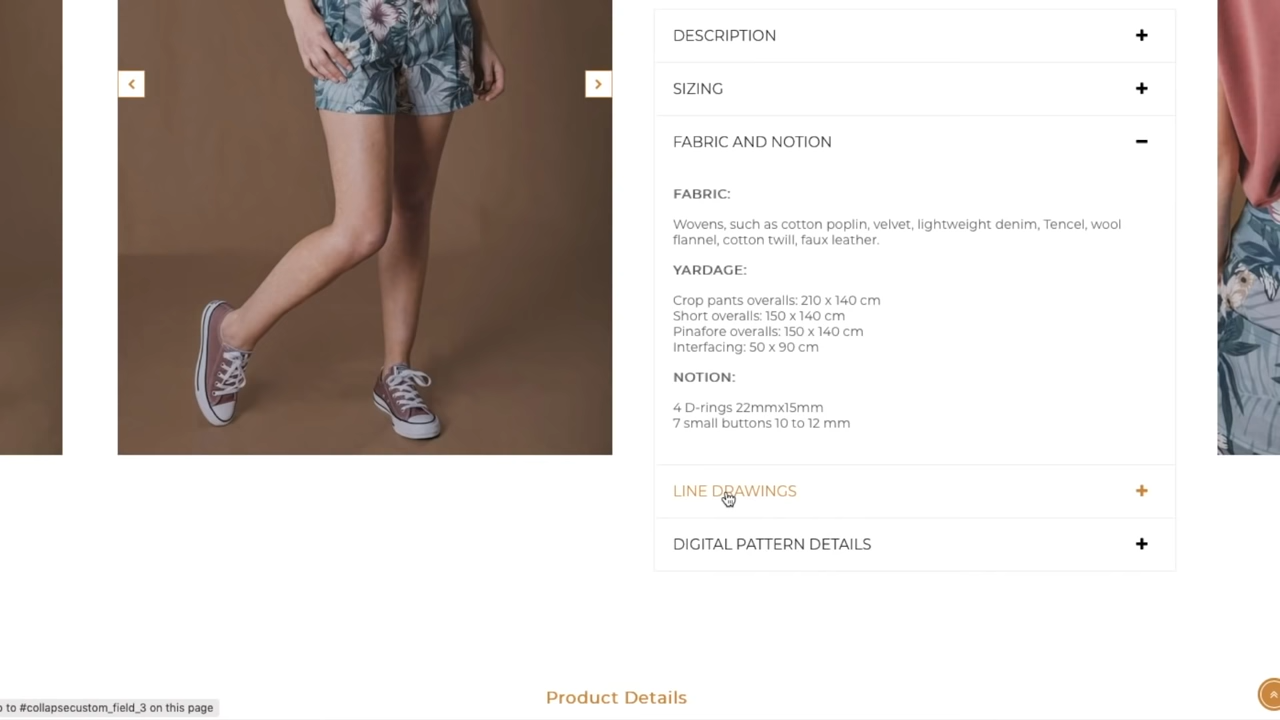 DESCRIPTION
SIZING
FABRIC AND NOTION
FABRIC:
Wovens, such as cotton poplin, velvet, lightweight denim, Tencel, wool
flannel, cotton twill, faux leather.
YARDAGE:
Crop pants overalls: 210 x 140 cm
Short overalls: 150 x 140 cm
Pinafore overalls: 150 x 140 cm
Interfacing: 50 x 90 cm
NOTION:
4 D-rings 22mmx15mm
7 small buttons 10 to 12 mm
LINE DRAWINGS
DIGITAL PATTERN DETAILS
Product Details
o to #collapsecustom_field_3 on this page